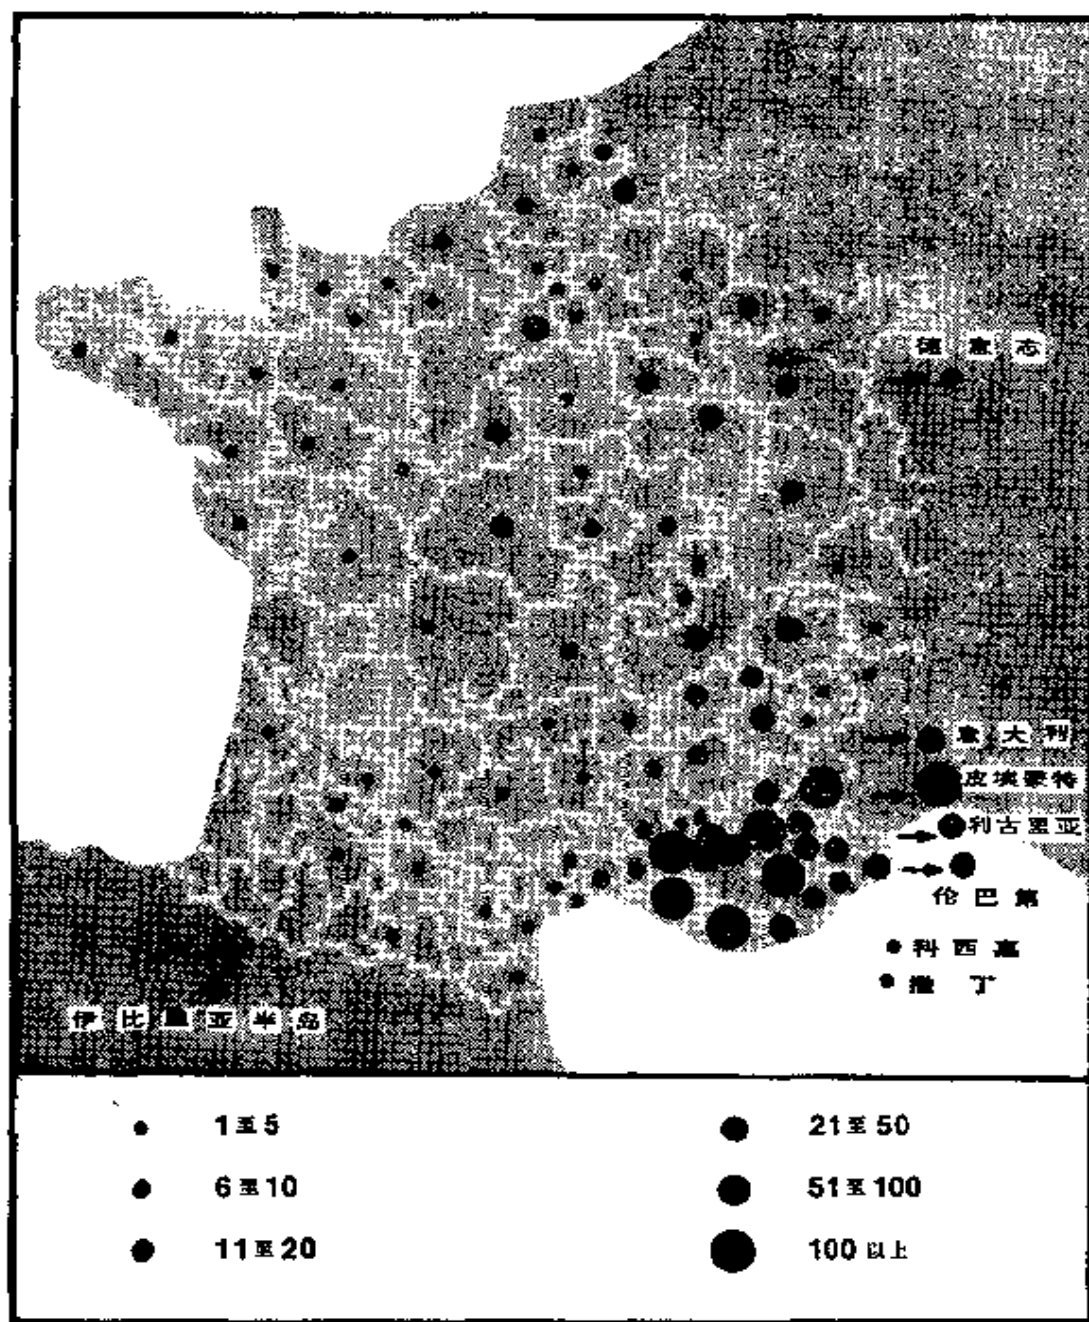 德意志
意大利
皮埃蒙特
利古里亚
伦巴第
科西嘉
撒丁
伊比里亚半岛
1至5
21至50
6至10
51至100
11至20
100以上